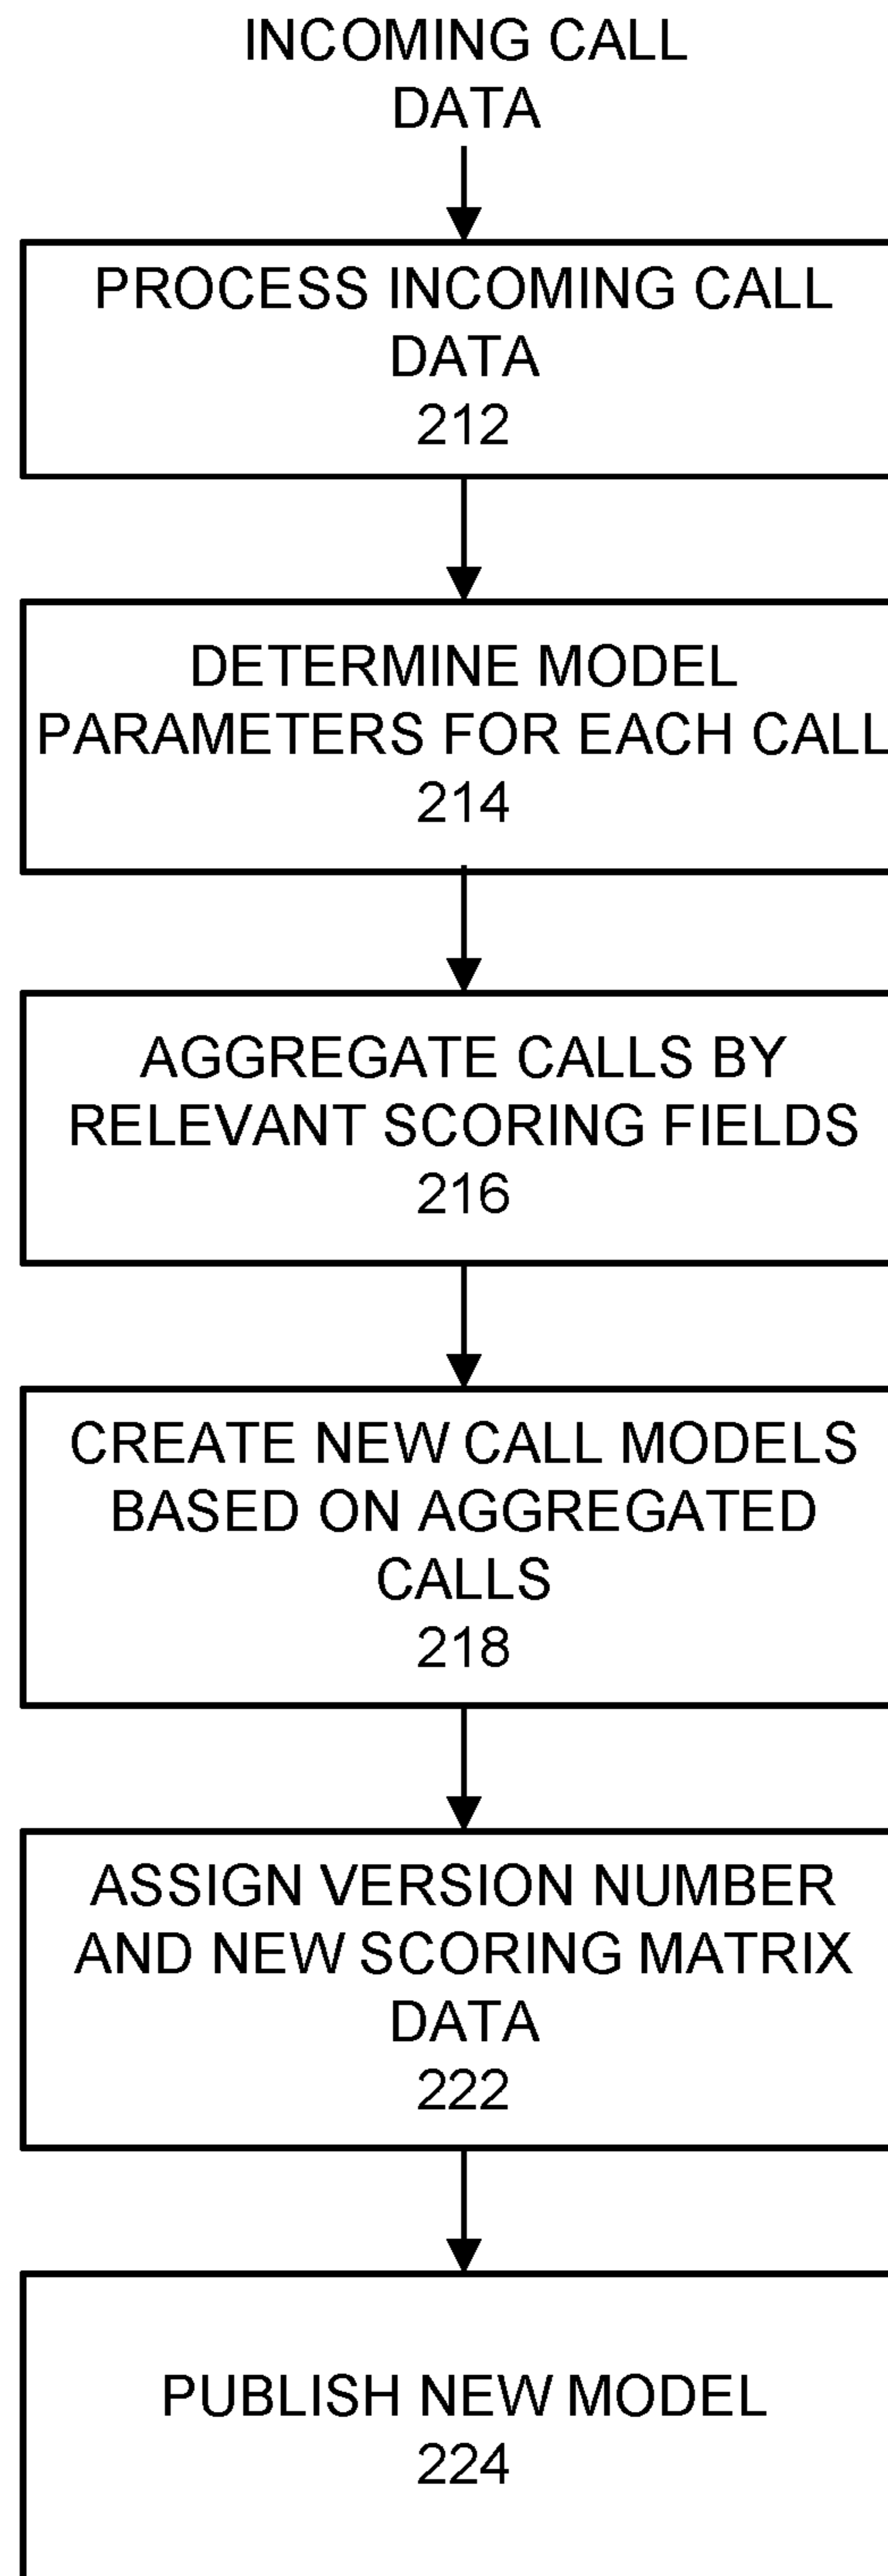 INCOMING CALL
DATA
PROCESS INCOMING CALL
DATA
212
DETERMINE MODEL
PARAMETERS FOR EACH CALL
214
AGGREGATE CALLS BY
RELEVANT SCORING FIELDS
216
CREATE NEW CALL MODELS
BASED ON AGGREGATED
CALLS
218
ASSIGN VERSION NUMBER
AND NEW SCORING MATRIX
DATA
222
PUBLISH NEW MODEL
224